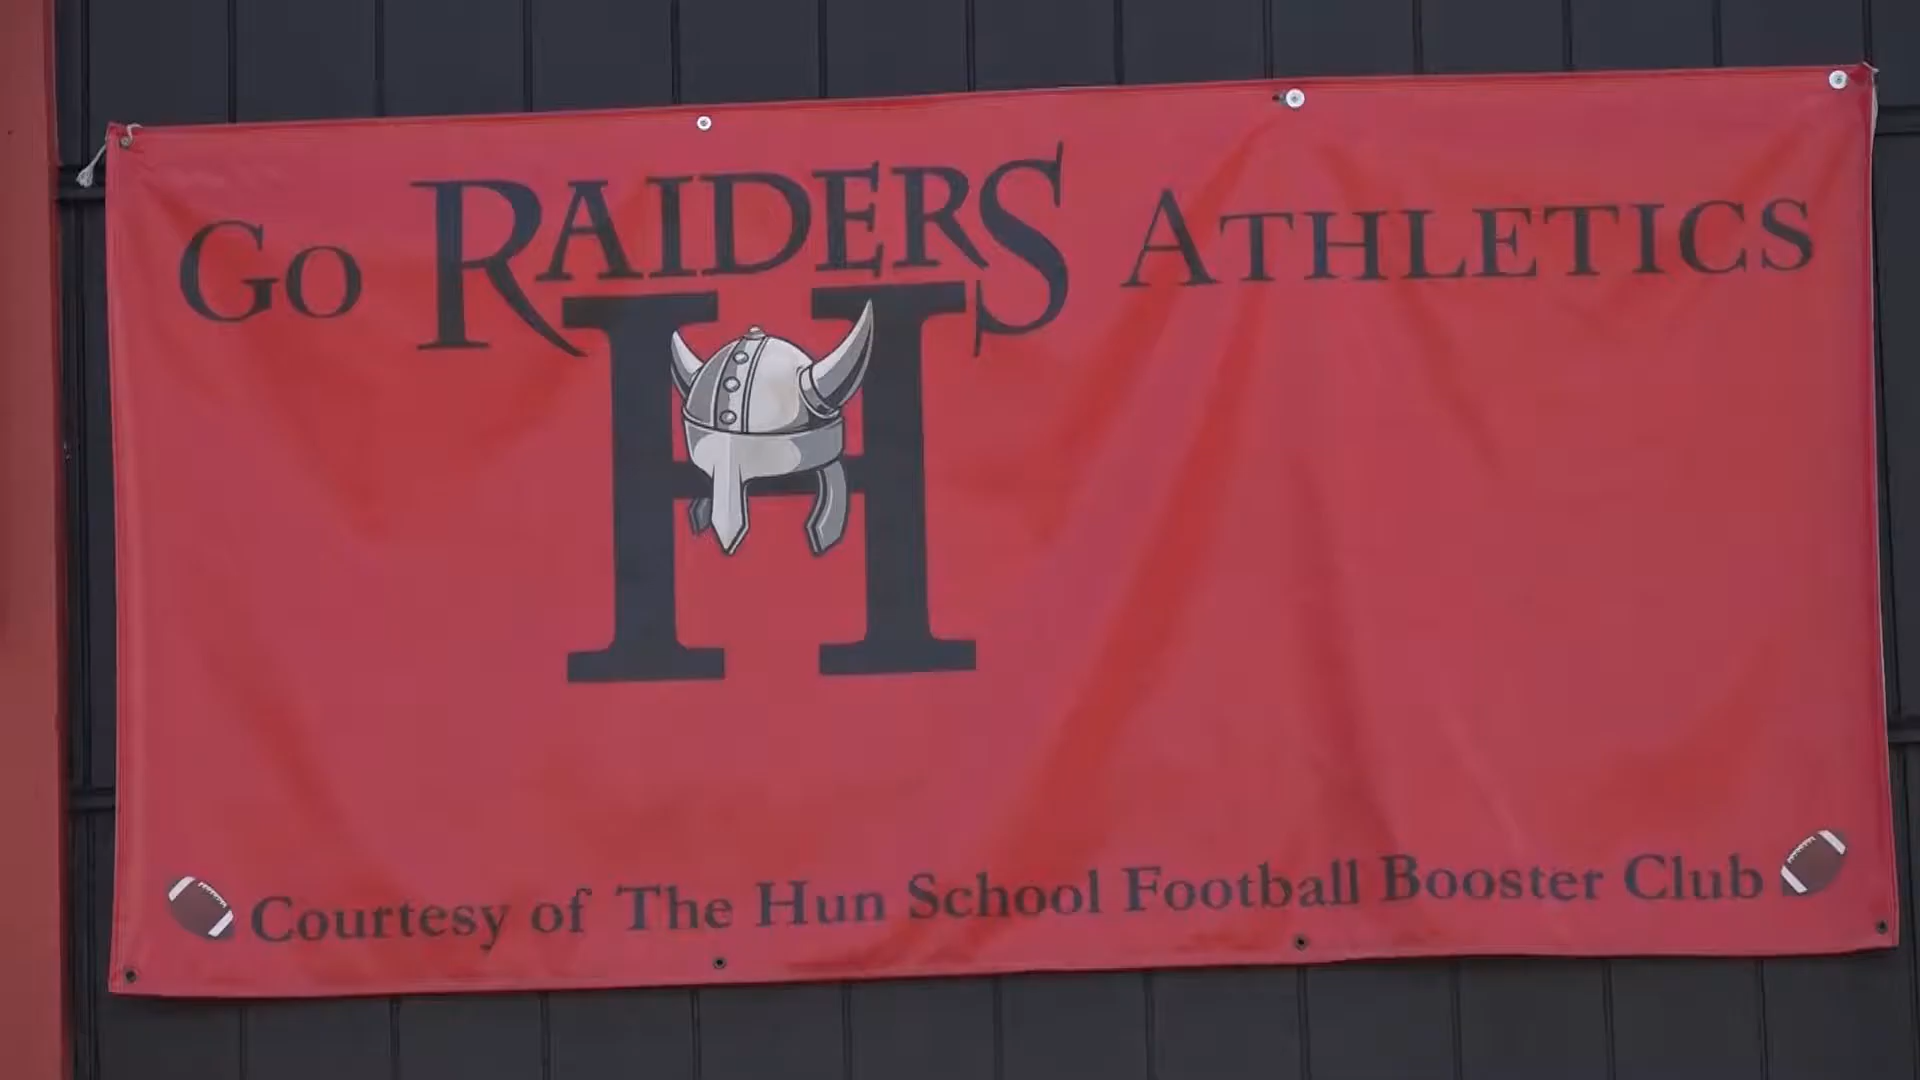 Go RAIDERS ATHLETICS
H
Courtesy of The Hun School Football Booster Club